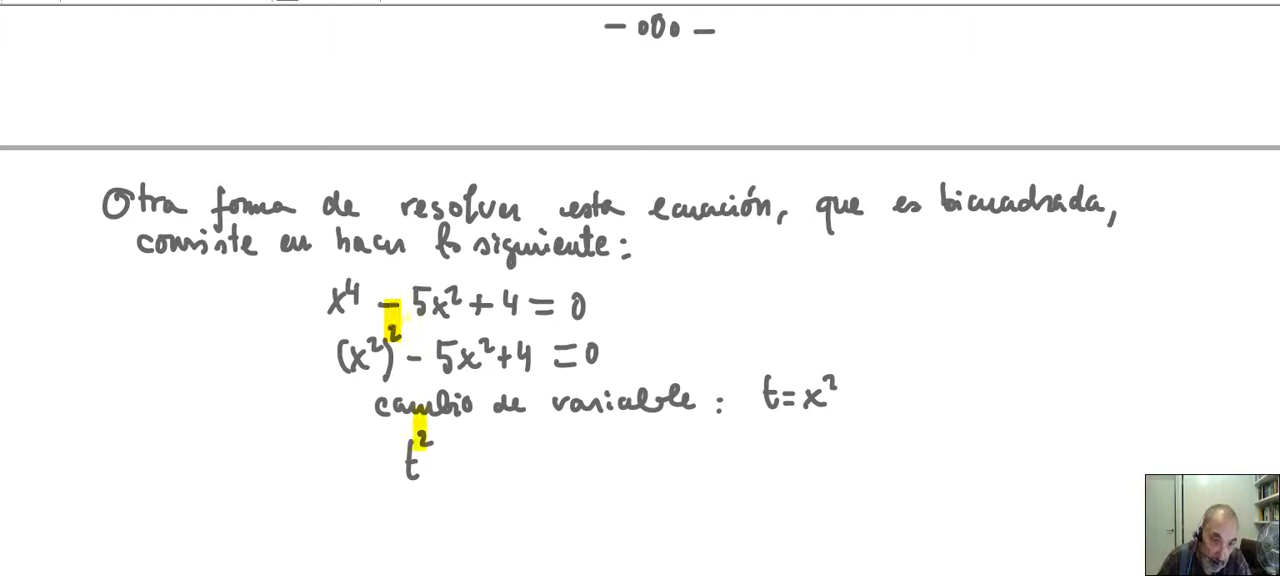 — o0o —
Otra forma de resolver esta ecuación, que es bicuadrada,
consiste en hacer lo siguiente:
x⁴ - 5x² + 4 = 0
(x²)² - 5x² + 4 = 0
cambio de variable: t = x²
t²